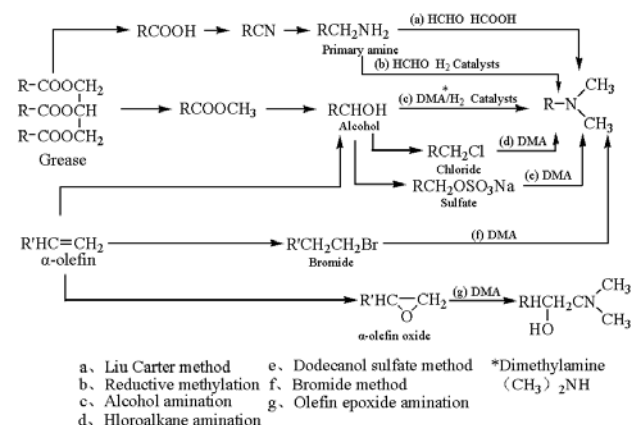 RCOOH RCN RCH2NH2 (a) HCHO HCOOH
Primary amine
(b) HCHO H2 Catalysts
R-COOCH2
R-COOCH
R-COOCH2
Grease
RCOOCH3
RCHOH
Alcohol
(c) DMA/H2* Catalysts
R-N
CH3
CH3
RCH2Cl
Chloride
(d) DMA
RCH2OSO3Na
Sulfate
(e) DMA
R'HC=CH2
α-olefin
R'CH2CH2Br
Bromide
(f) DMA
R'HC-CH2
O
α-olefin oxide
(g) DMA
RHCH2CN
HO
CH3
CH3
a、Liu Carter method e、Dodecanol sulfate method *Dimethylamine
b、Reductive methylation f、Bromide method (CH3)2NH
c、Alcohol amination g、Olefin epoxide amination
d、Hloroalkane amination